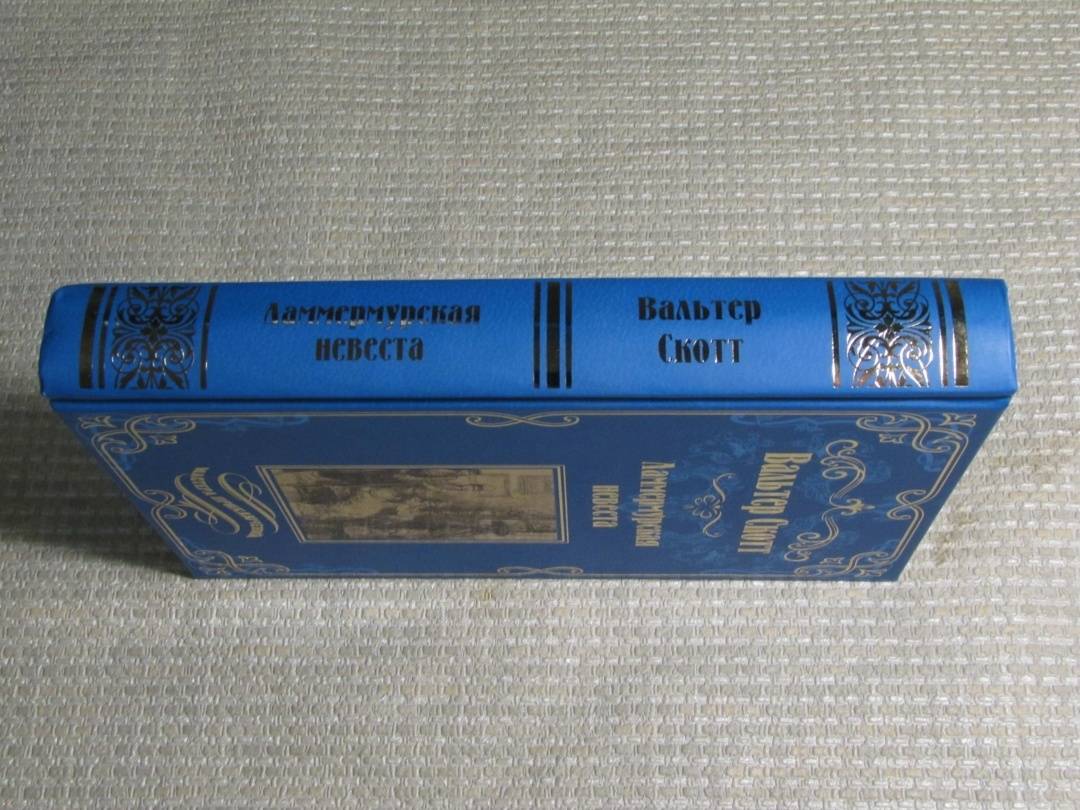 Ламмермурская
невеста
Вальтер
Скотт
Вальтер Скотт
Ламмермурская
невеста